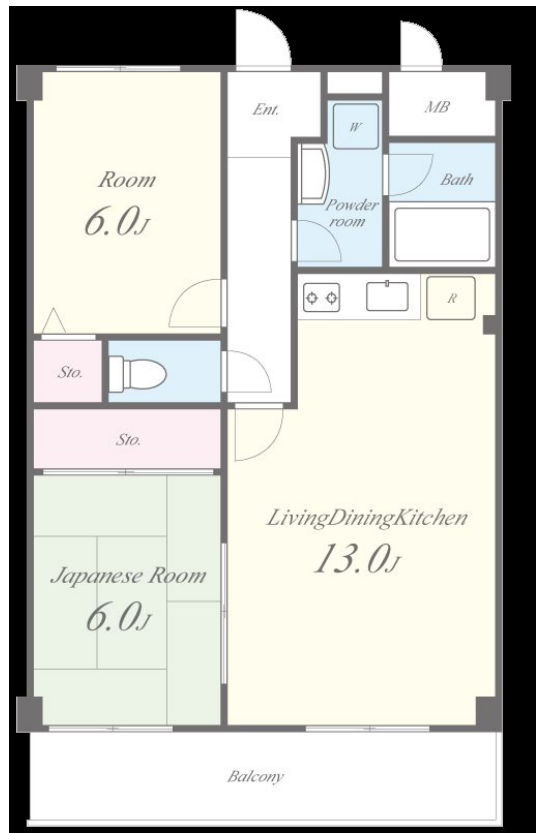 Ent.
W
MB
Room
6.0J
Bath
Powder
room
R
Sto.
Sto.
LivingDiningKitchen
13.0J
Japanese Room
6.0J
Balcony